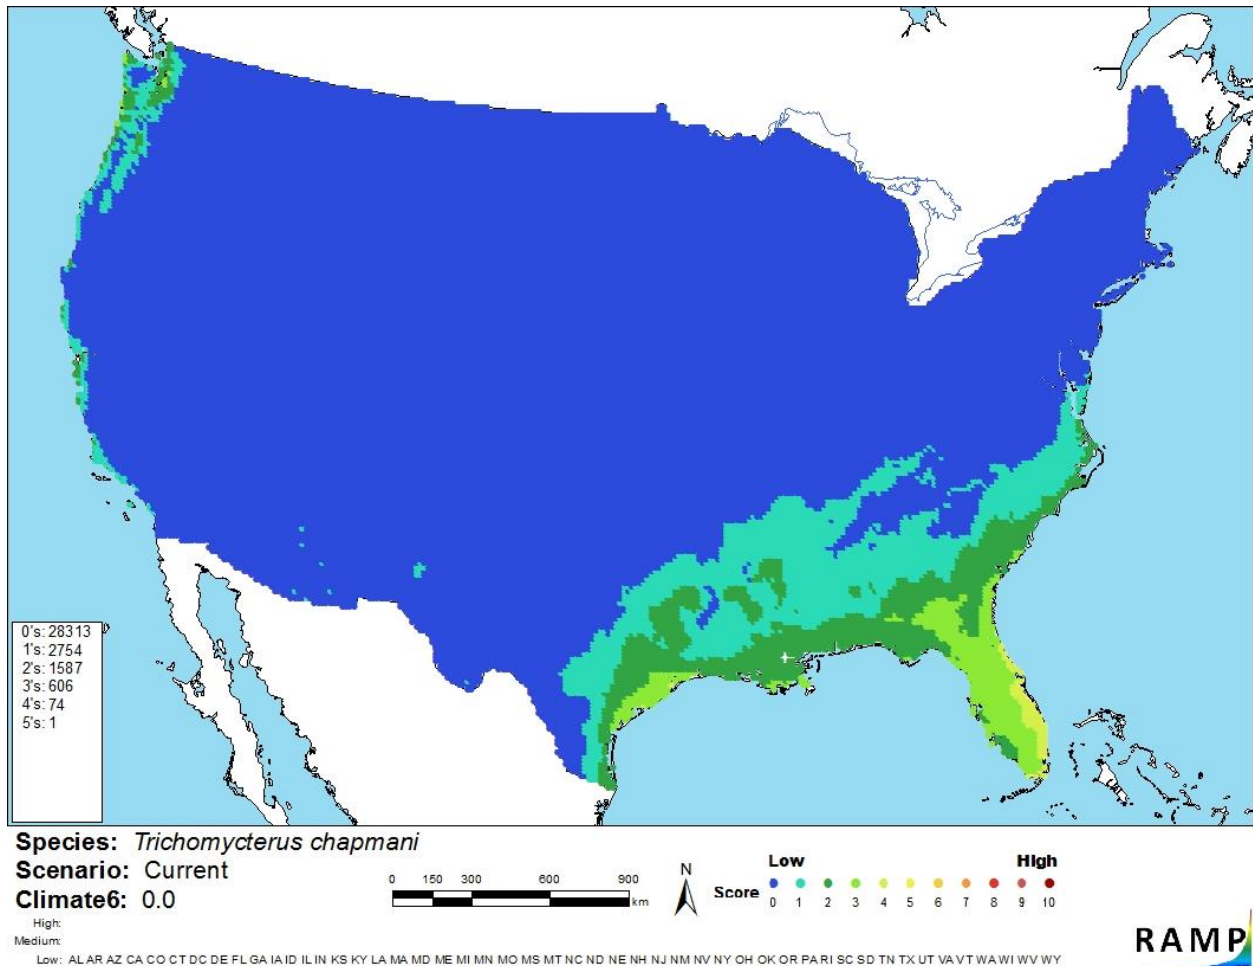 0's: 28313
1's: 2754
2's: 1587
3's: 606
4's: 74
5's: 1
Species: Trichomycterus chapmani
Scenario: Current
Climate6: 0.0
High:
Medium:
Low: AL AR AZ CA CO CT DC DE FL GA IA ID IL IN KS KY LA MA MD ME MI MN MO MS MT NC ND NE NH NJ NM NV NY OH OK OR PA RI SC SD TN TX UT VA VT WA WI WV WY
0 150 300 600 900
km
N
Low High
Score
0 1 2 3 4 5 6 7 8 9 10
RAMP